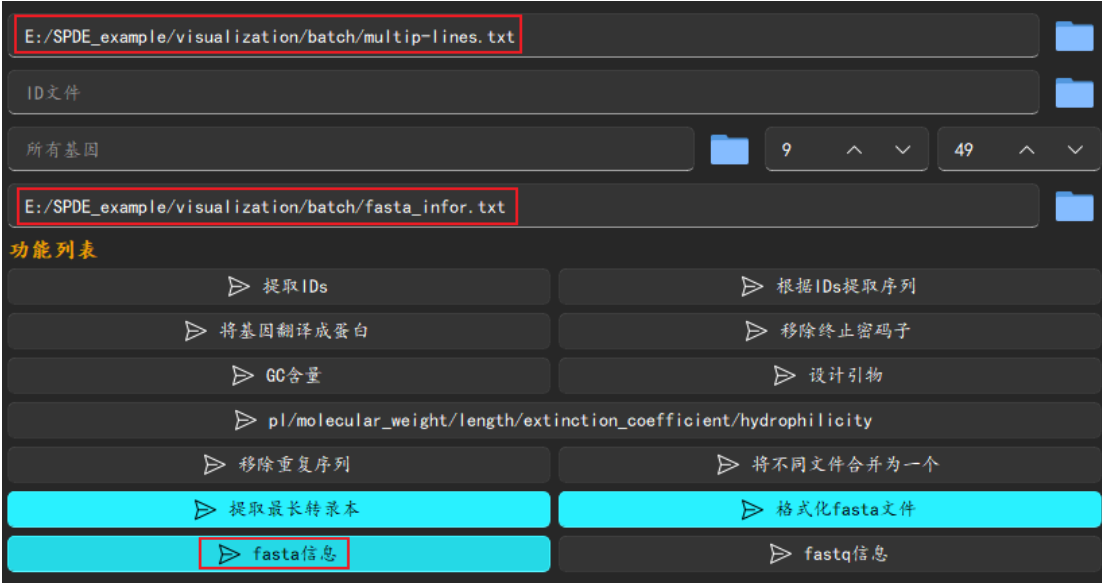 E:/SPDE_example/visualization/batch/multip-lines.txt
ID文件
所有基因 9 49
E:/SPDE_example/visualization/batch/fasta_infor.txt
功能列表
提取IDs 根据IDs提取序列
将基因翻译成蛋白 移除终止密码子
GC含量 设计引物
pl/molecular_weight/length/extinction_coefficient/hydrophilicity
移除重复序列 将不同文件合并为一个
提取最长转录本 格式化fasta文件
fasta信息 fastq信息